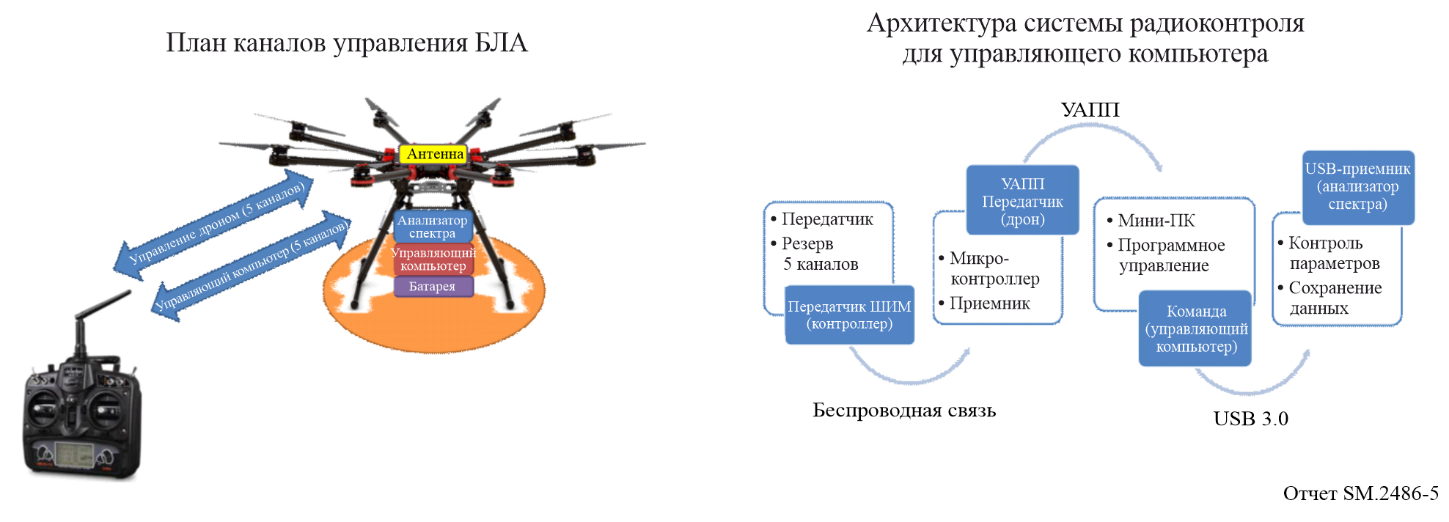 План каналов управления БЛА
Антенна
Управление дроном (5 каналов)
Управляющий компьютер (5 каналов)
Анализатор
спектра
Управляющий
компьютер
Батарея
Архитектура системы радиоконтроля
для управляющего компьютера
УАПП
• Передатчик
• Резерв
5 каналов
Передатчик ШИМ
(контроллер)
Беспроводная связь
УАПП
Передатчик
(дрон)
• Микро-
контроллер
• Приемник
• Мини-ПК
• Программное
управление
Команда
(управляющий
компьютер)
USB 3.0
USB-приемник
(анализатор
спектра)
• Контроль
параметров
• Сохранение
данных
Отчет SM.2486-5